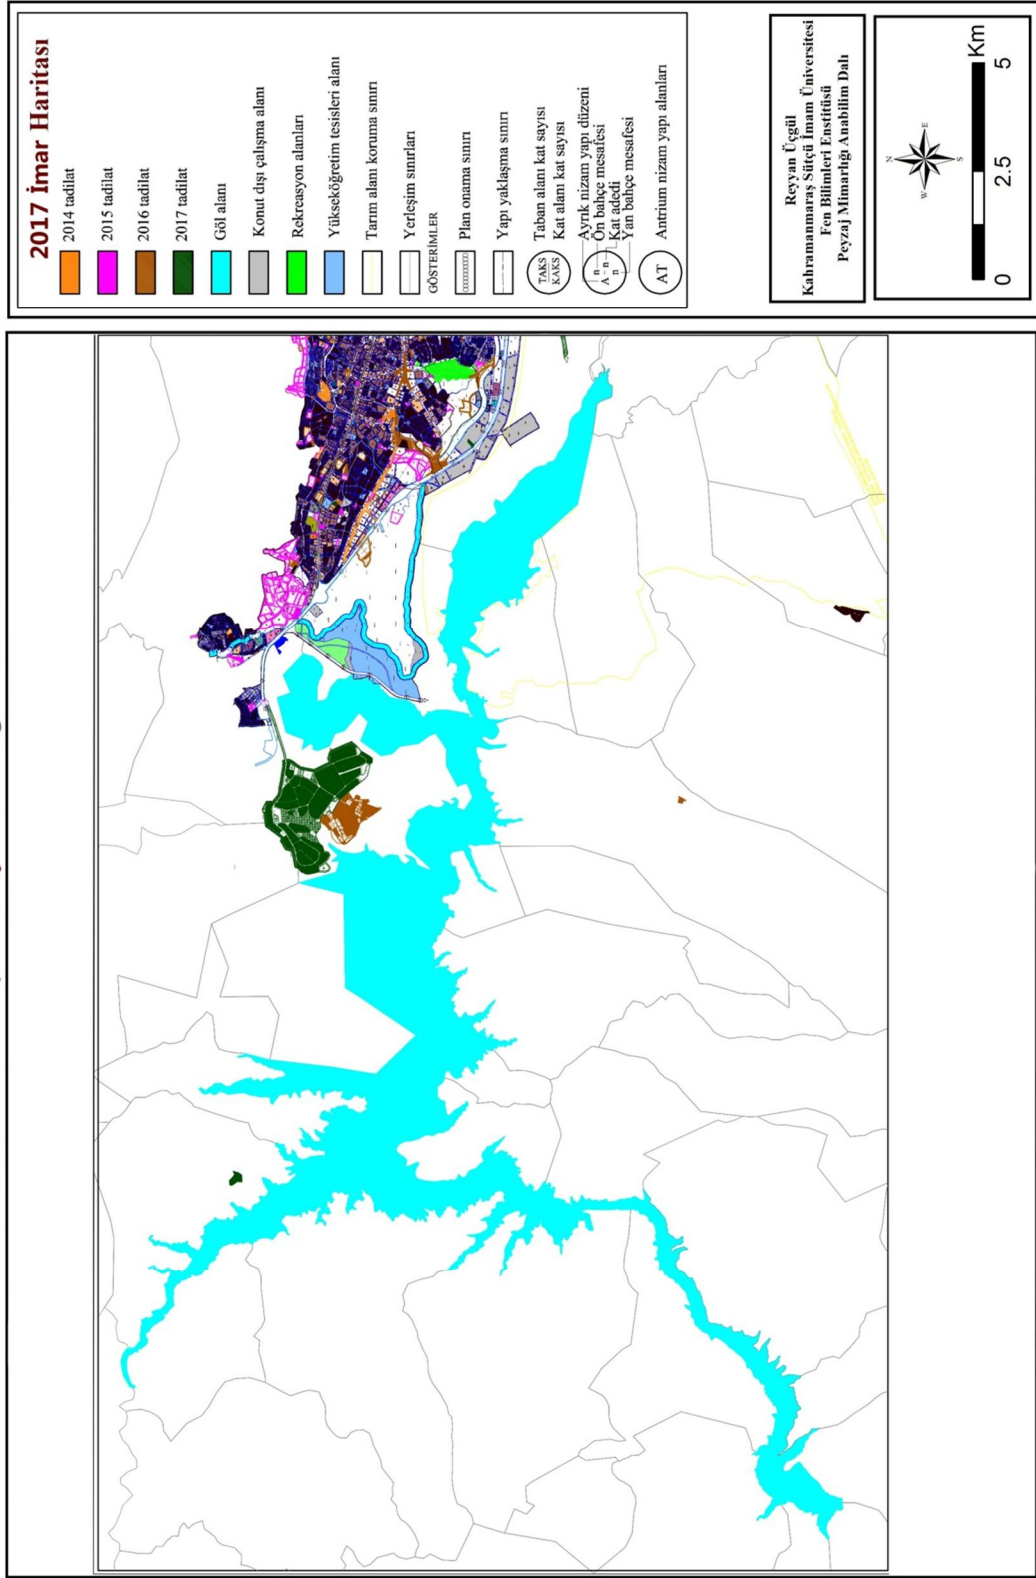 2017 İmar Haritası
2014 tadilat
2015 tadilat
2016 tadilat
2017 tadilat
Göl alanı
Konut dışı çalışma alanı
Rekreasyon alanları
Yükseköğretim tesisleri alanı
Tarım alanı koruma sınırı
Yerleşim sınırları
GÖSTERİMLER
Plan onama sınırı
Yapı yaklaşma sınırı
TAKS
KAKS
Taban alanı kat sayısı
Kat alanı kat sayısı
A - n
n
n
Ayrık nizam yapı düzeni
Ön bahçe mesafesi
Kat adedi
Yan bahçe mesafesi
AT
Antrium nizam yapı alanları
Reyyan Üçgül
Kahramanmaraş Sütçü İmam Üniversitesi
Fen Bilimleri Enstitüsü
Peyzaj Mimarlığı Anabilim Dalı
N
W
E
S
0
2.5
5
Km